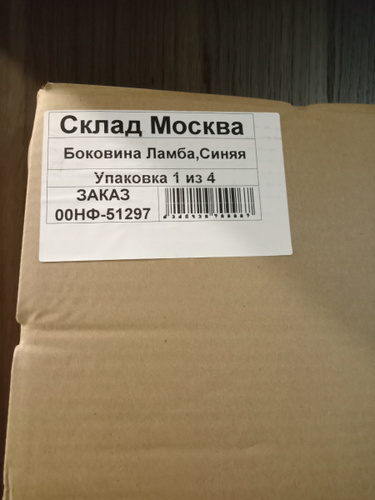 Склад Москва
Боковина Ламба,Синяя
Упаковка 1 из 4
ЗАКАЗ
00НФ-51297